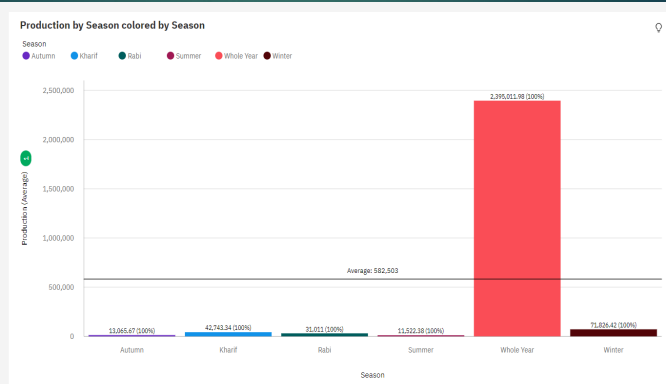 Production by Season colored by Season
Season
Autumn Kharif Rabi Summer Whole Year Winter
Production (Average)
2,500,000
2,000,000
1,500,000
1,000,000
500,000
0
2,395,011.98 (100%)
Average: 582,503
13,065.67 (100%)
42,743.34 (100%)
31,011 (100%)
11,522.38 (100%)
71,826.42 (100%)
Autumn Kharif Rabi Summer Whole Year Winter
Season